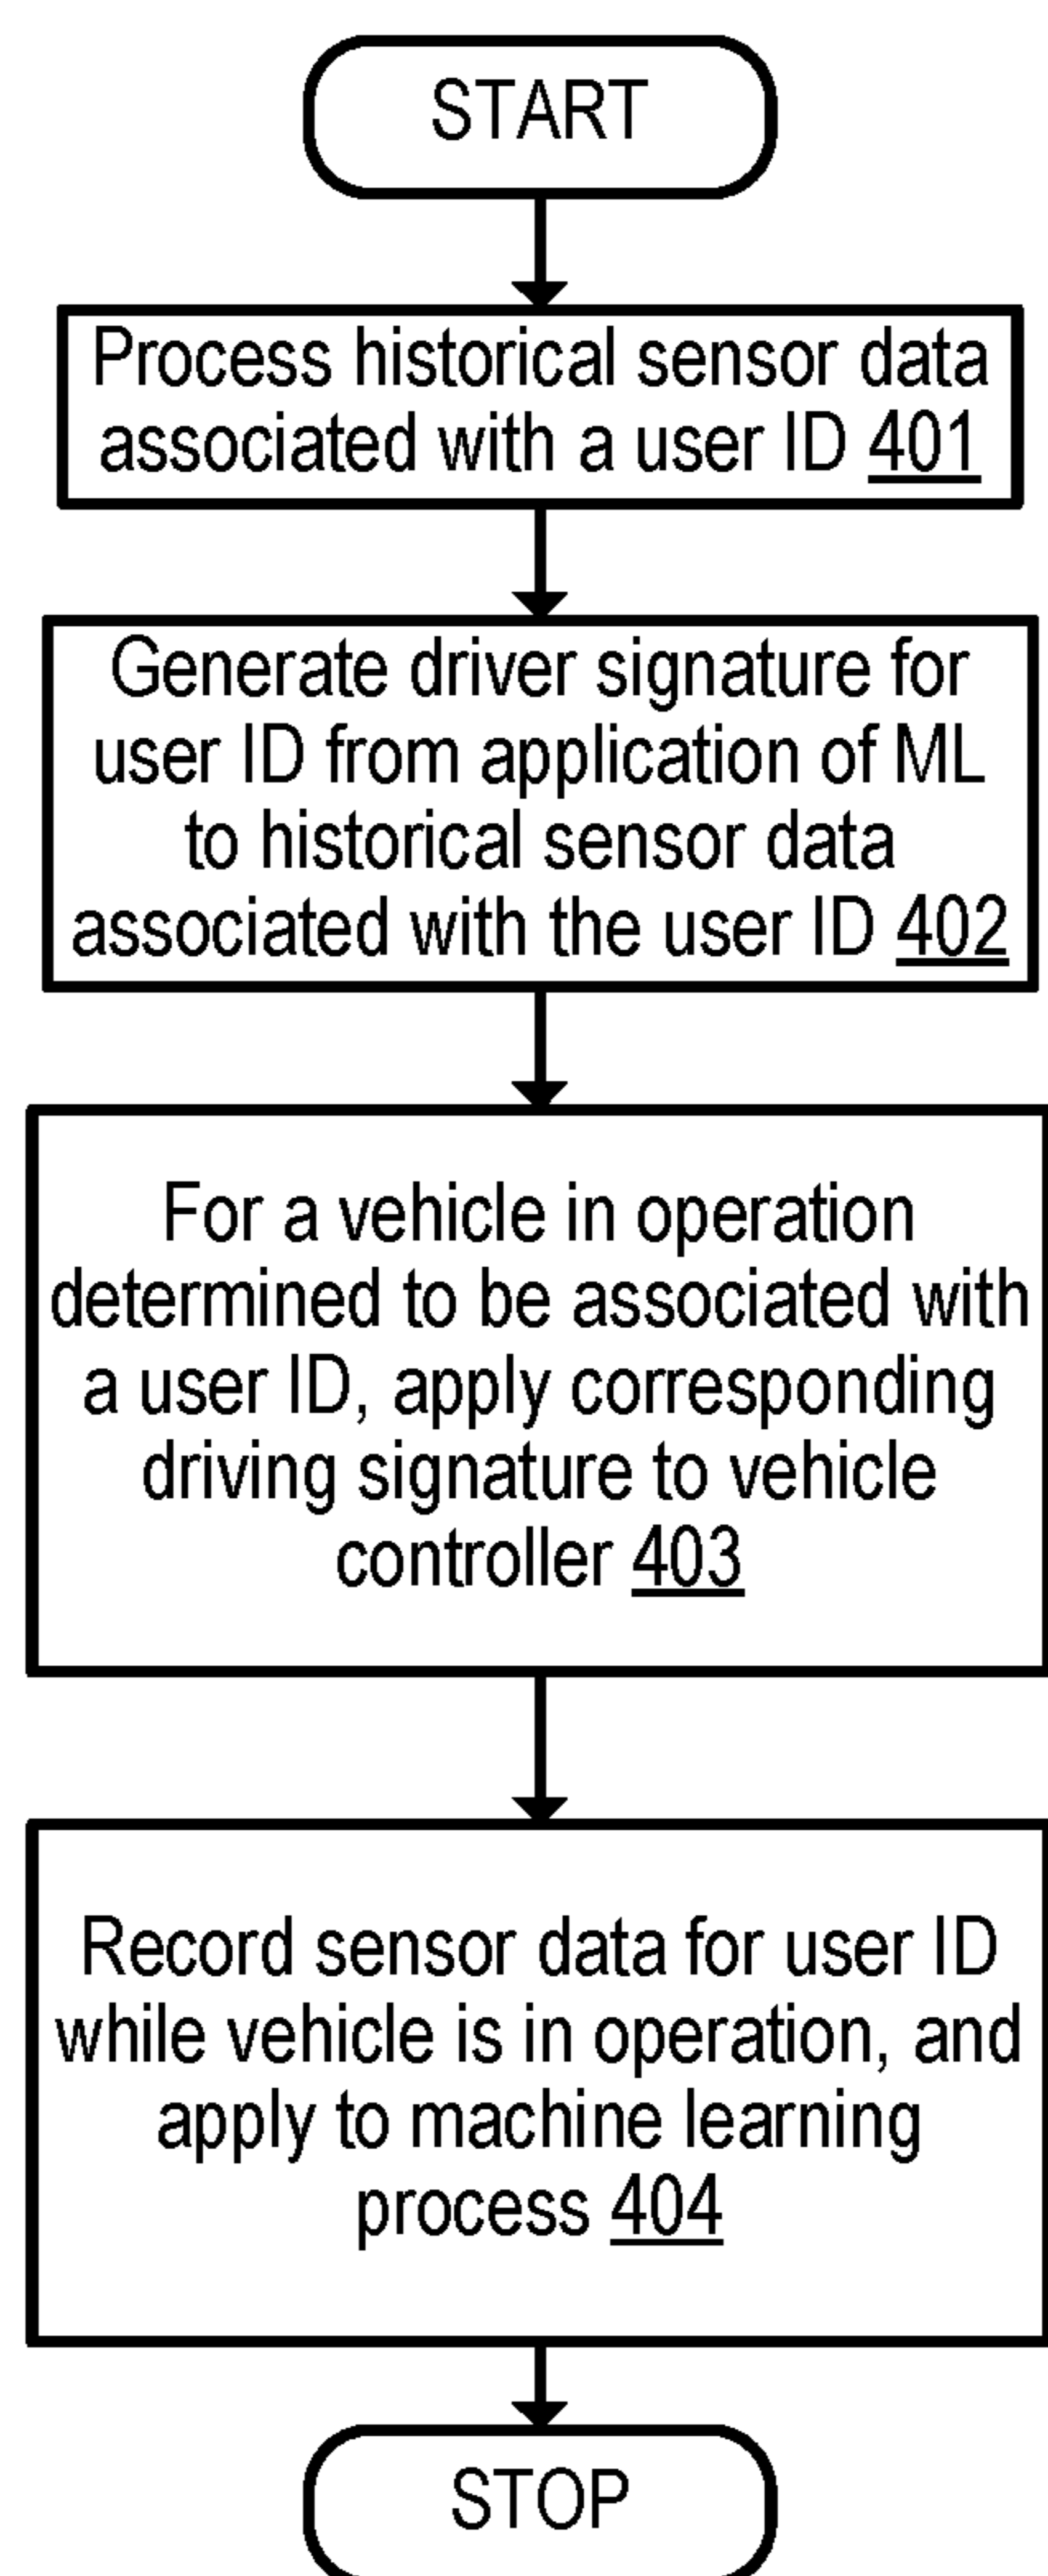 START
Process historical sensor data
associated with a user ID 401
Generate driver signature for
user ID from application of ML
to historical sensor data
associated with the user ID 402
For a vehicle in operation
determined to be associated with
a user ID, apply corresponding
driving signature to vehicle
controller 403
Record sensor data for user ID
while vehicle is in operation, and
apply to machine learning
process 404
STOP